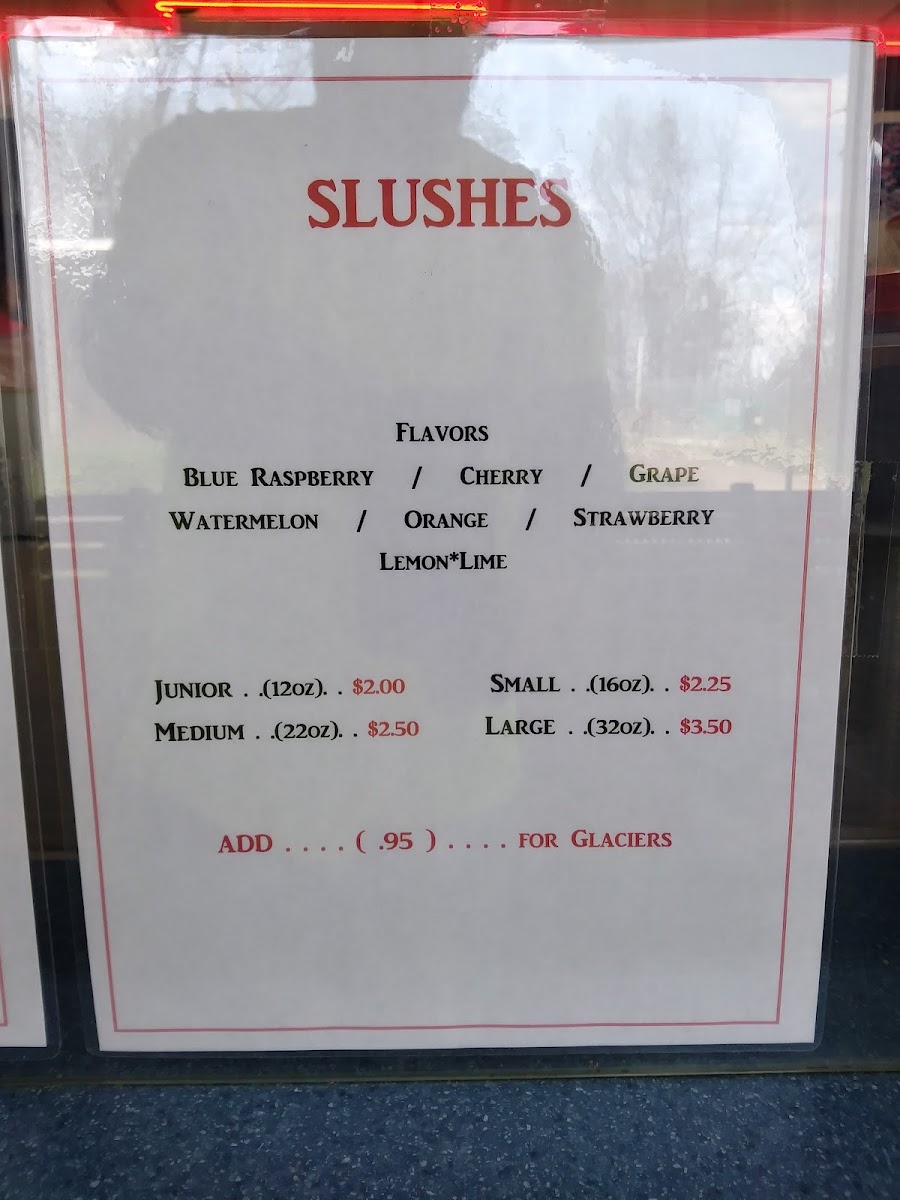 SLUSHES
FLAVORS
BLUE RASPBERRY / CHERRY / GRAPE
WATERMELON / ORANGE / STRAWBERRY
LEMON*LIME
JUNIOR . .(12OZ). . $2.00 SMALL . .(16OZ). . $2.25
MEDIUM . .(22OZ). . $2.50 LARGE . .(32OZ). . $3.50
ADD . . . . ( .95 ) . . . . FOR GLACIERS